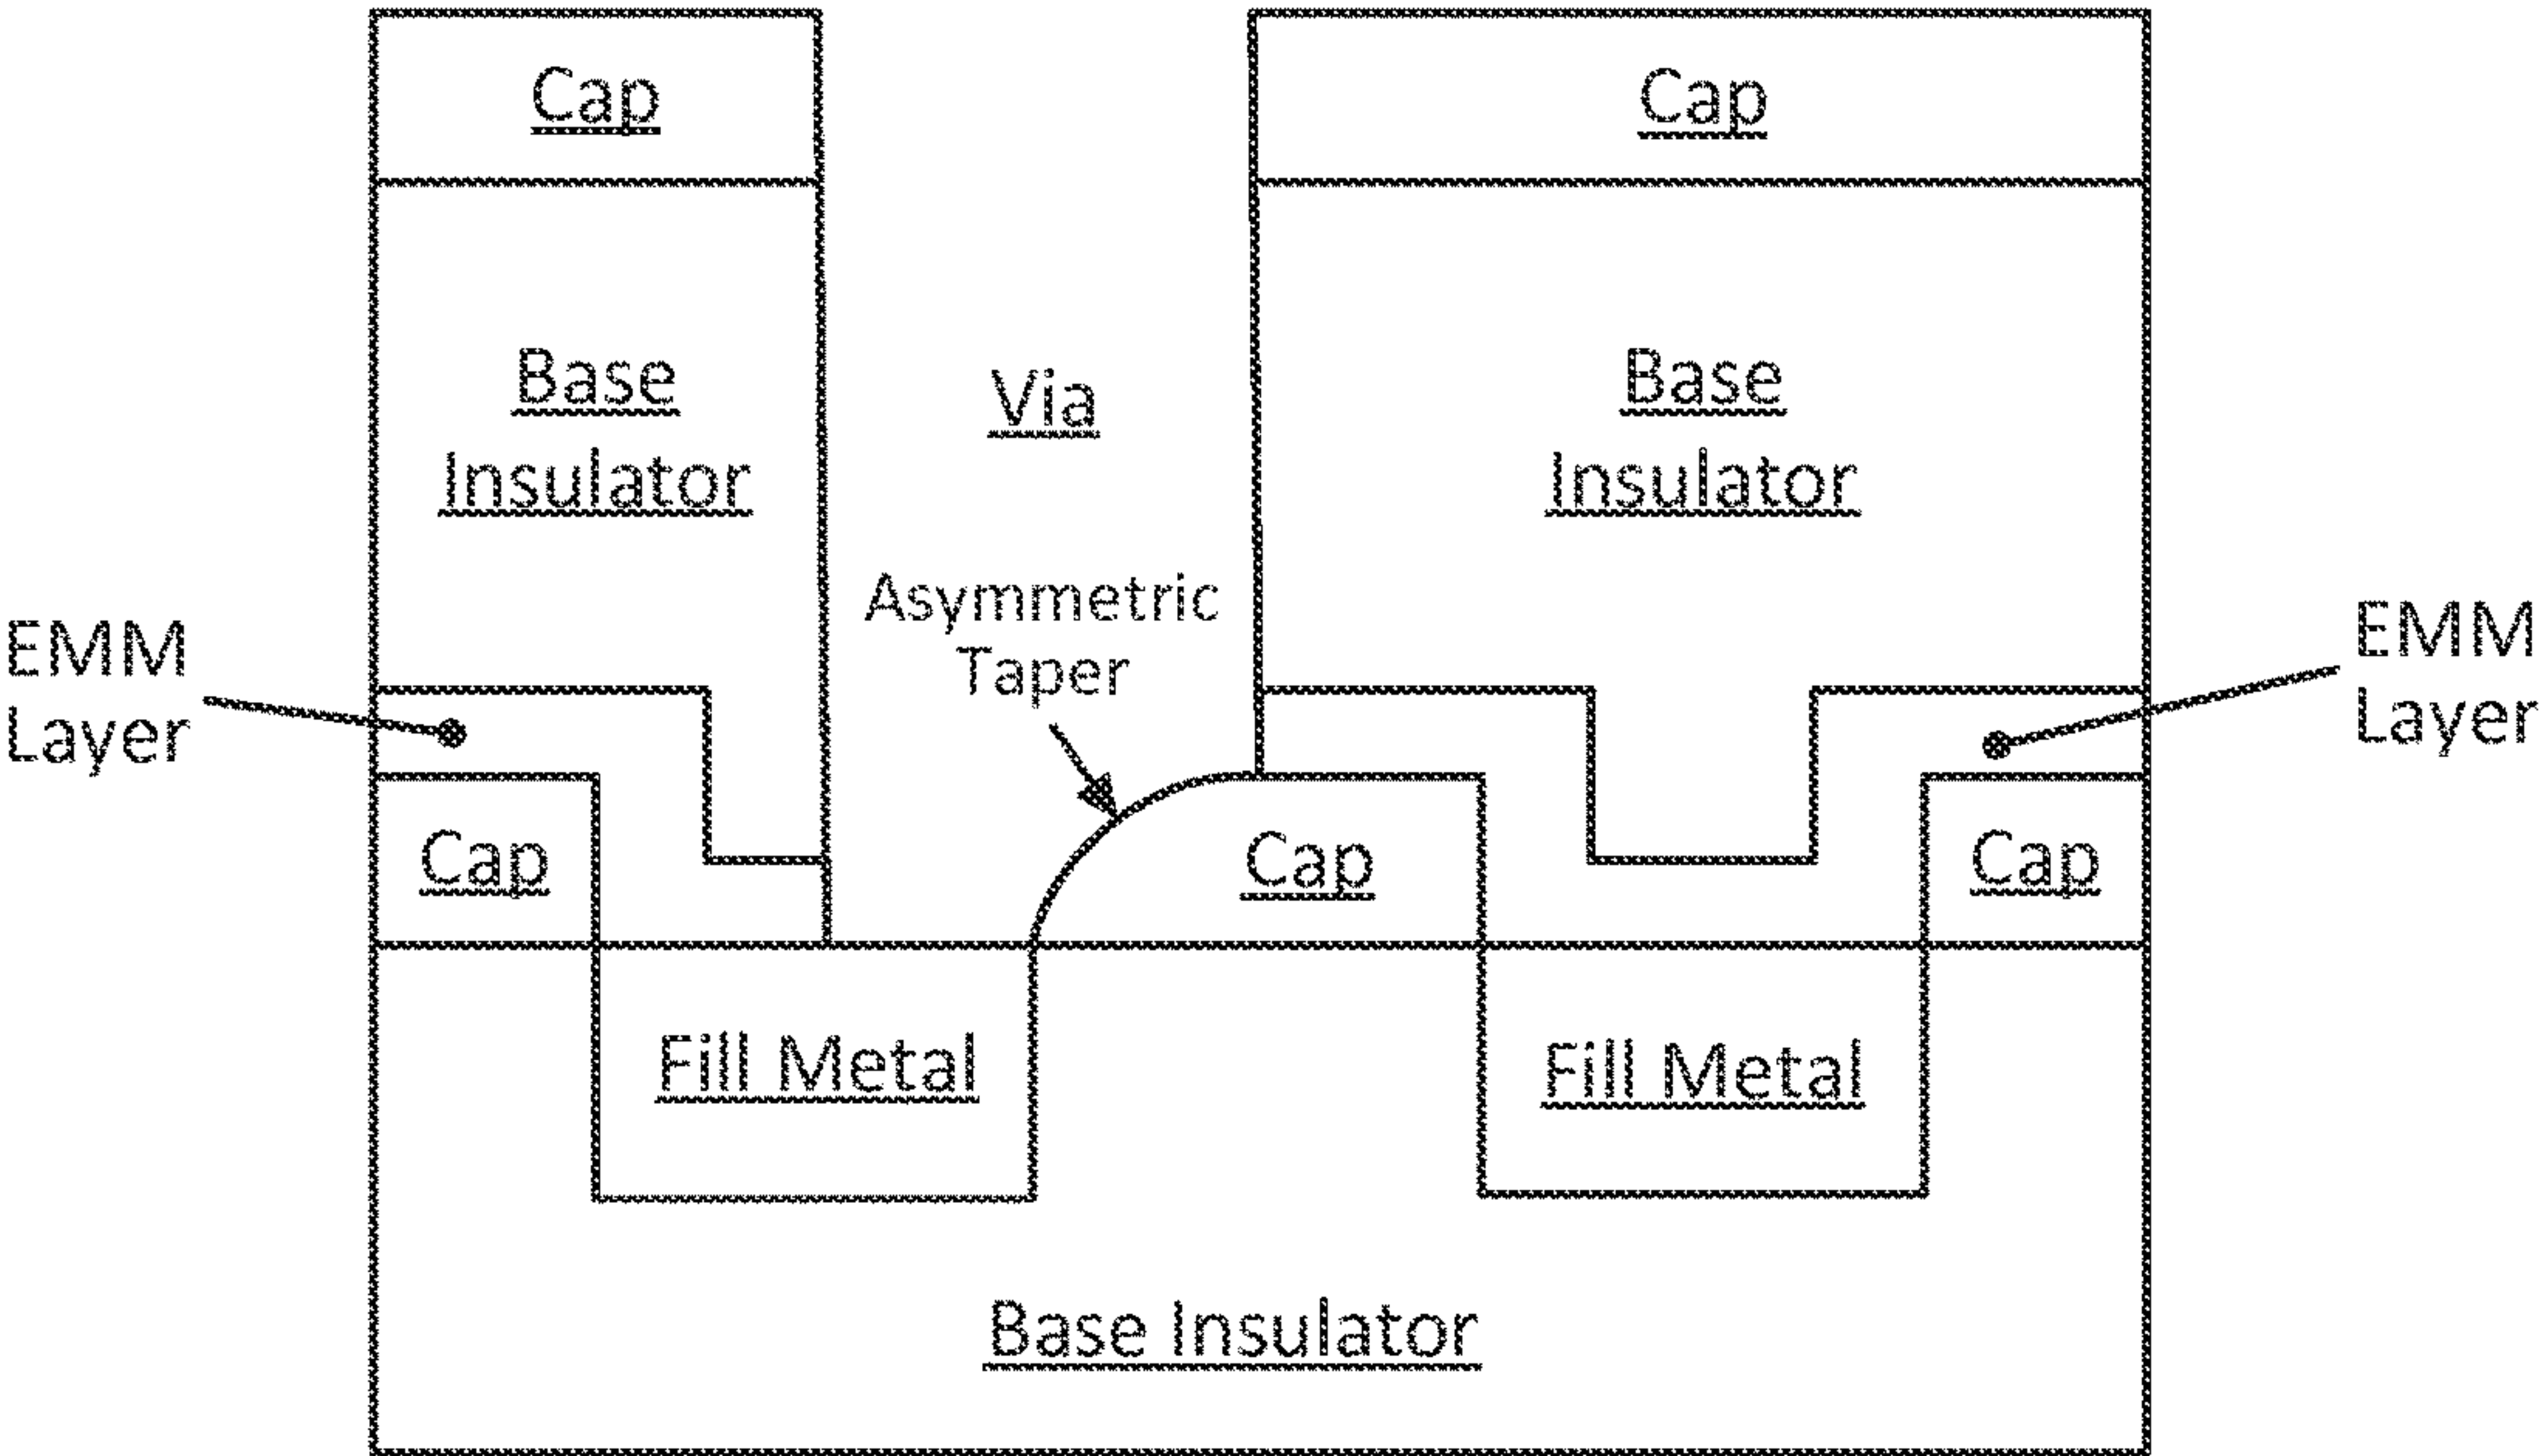 Cap
Cap
Base
Insulator
Via
Base
Insulator
Asymmetric
Taper
EMM
Layer
EMM
Layer
Cap
Cap
Cap
Fill Metal
Fill Metal
Base Insulator